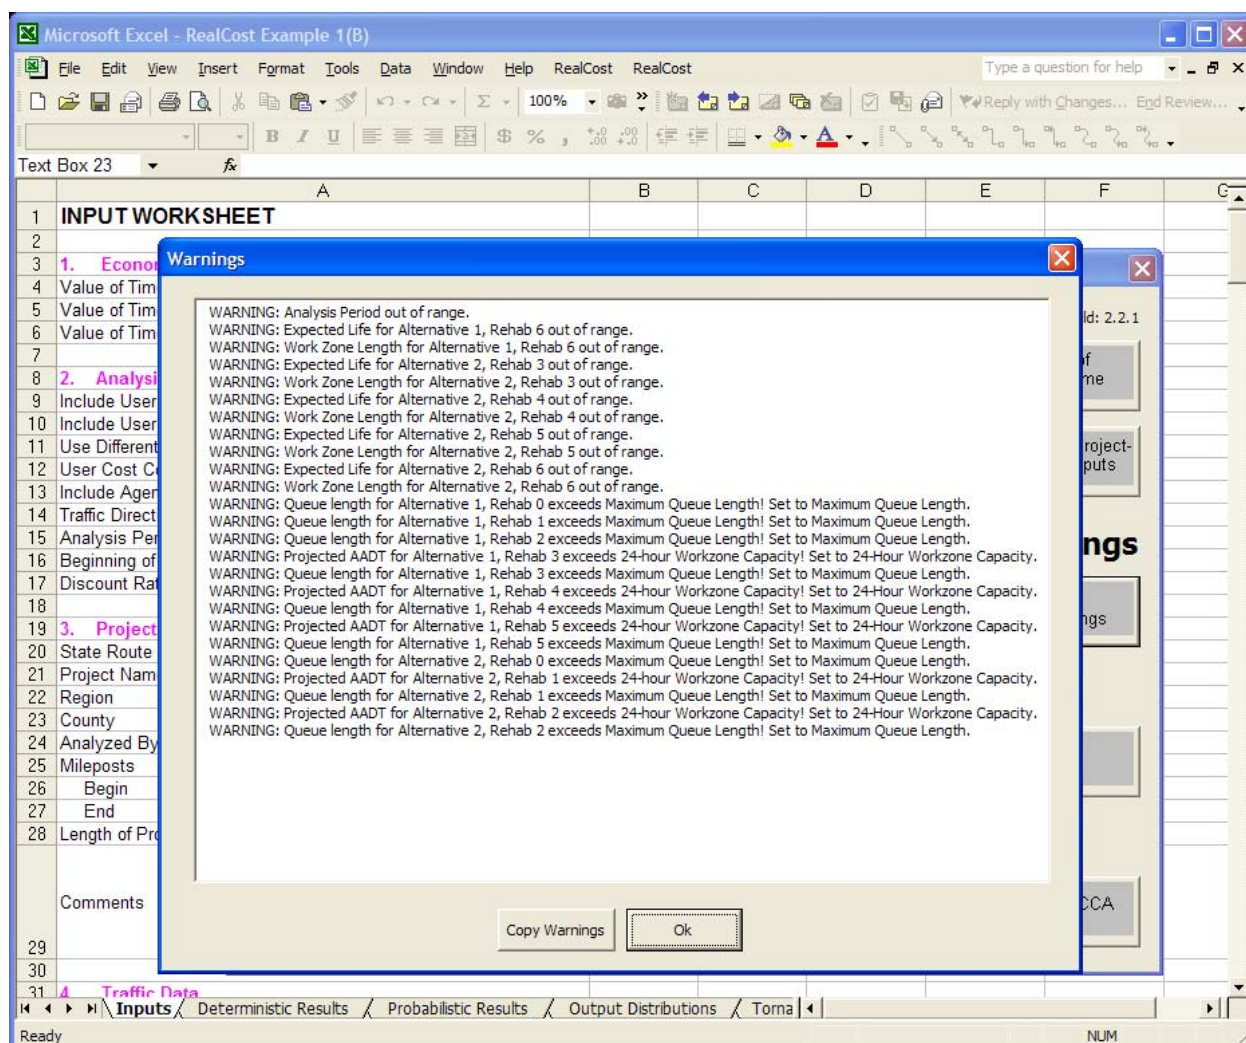 Microsoft Excel - RealCost Example 1(B)
File Edit View Insert Format Tools Data Window Help RealCost RealCost Type a question for help
100% Reply with Changes... End Review...
B I U $ % ,
Text Box 23 fx
A B C D E F G
1 INPUT WORKSHEET
2
3 1. Econo
4 Value of Tim
5 Value of Tim
6 Value of Tim
7
8 2. Analysi
9 Include User
10 Include User
11 Use Different
12 User Cost Co
13 Include Agen
14 Traffic Direct
15 Analysis Per
16 Beginning of
17 Discount Rat
18
19 3. Project
20 State Route
21 Project Nam
22 Region
23 County
24 Analyzed By
25 Mileposts
26 Begin
27 End
28 Length of Pro
Comments
29
30
31 4. Traffic Data
Warnings
WARNING: Analysis Period out of range.
WARNING: Expected Life for Alternative 1, Rehab 6 out of range.
WARNING: Work Zone Length for Alternative 1, Rehab 6 out of range.
WARNING: Expected Life for Alternative 2, Rehab 3 out of range.
WARNING: Work Zone Length for Alternative 2, Rehab 3 out of range.
WARNING: Expected Life for Alternative 2, Rehab 4 out of range.
WARNING: Work Zone Length for Alternative 2, Rehab 4 out of range.
WARNING: Expected Life for Alternative 2, Rehab 5 out of range.
WARNING: Work Zone Length for Alternative 2, Rehab 5 out of range.
WARNING: Expected Life for Alternative 2, Rehab 6 out of range.
WARNING: Work Zone Length for Alternative 2, Rehab 6 out of range.
WARNING: Queue length for Alternative 1, Rehab 0 exceeds Maximum Queue Length! Set to Maximum Queue Length.
WARNING: Queue length for Alternative 1, Rehab 1 exceeds Maximum Queue Length! Set to Maximum Queue Length.
WARNING: Queue length for Alternative 1, Rehab 2 exceeds Maximum Queue Length! Set to Maximum Queue Length.
WARNING: Projected AADT for Alternative 1, Rehab 3 exceeds 24-hour Workzone Capacity! Set to 24-Hour Workzone Capacity.
WARNING: Queue length for Alternative 1, Rehab 3 exceeds Maximum Queue Length! Set to Maximum Queue Length.
WARNING: Projected AADT for Alternative 1, Rehab 4 exceeds 24-hour Workzone Capacity! Set to 24-Hour Workzone Capacity.
WARNING: Queue length for Alternative 1, Rehab 4 exceeds Maximum Queue Length! Set to Maximum Queue Length.
WARNING: Projected AADT for Alternative 1, Rehab 5 exceeds 24-hour Workzone Capacity! Set to 24-Hour Workzone Capacity.
WARNING: Queue length for Alternative 1, Rehab 5 exceeds Maximum Queue Length! Set to Maximum Queue Length.
WARNING: Queue length for Alternative 2, Rehab 0 exceeds Maximum Queue Length! Set to Maximum Queue Length.
WARNING: Projected AADT for Alternative 2, Rehab 1 exceeds 24-hour Workzone Capacity! Set to 24-Hour Workzone Capacity.
WARNING: Queue length for Alternative 2, Rehab 1 exceeds Maximum Queue Length! Set to Maximum Queue Length.
WARNING: Projected AADT for Alternative 2, Rehab 2 exceeds 24-hour Workzone Capacity! Set to 24-Hour Workzone Capacity.
WARNING: Queue length for Alternative 2, Rehab 2 exceeds Maximum Queue Length! Set to Maximum Queue Length.
Copy Warnings Ok
ld: 2.2.1
of
me
roject-
puts
ngs
ngs
CCA
Inputs Deterministic Results Probabilistic Results Output Distributions Torna
Ready NUM